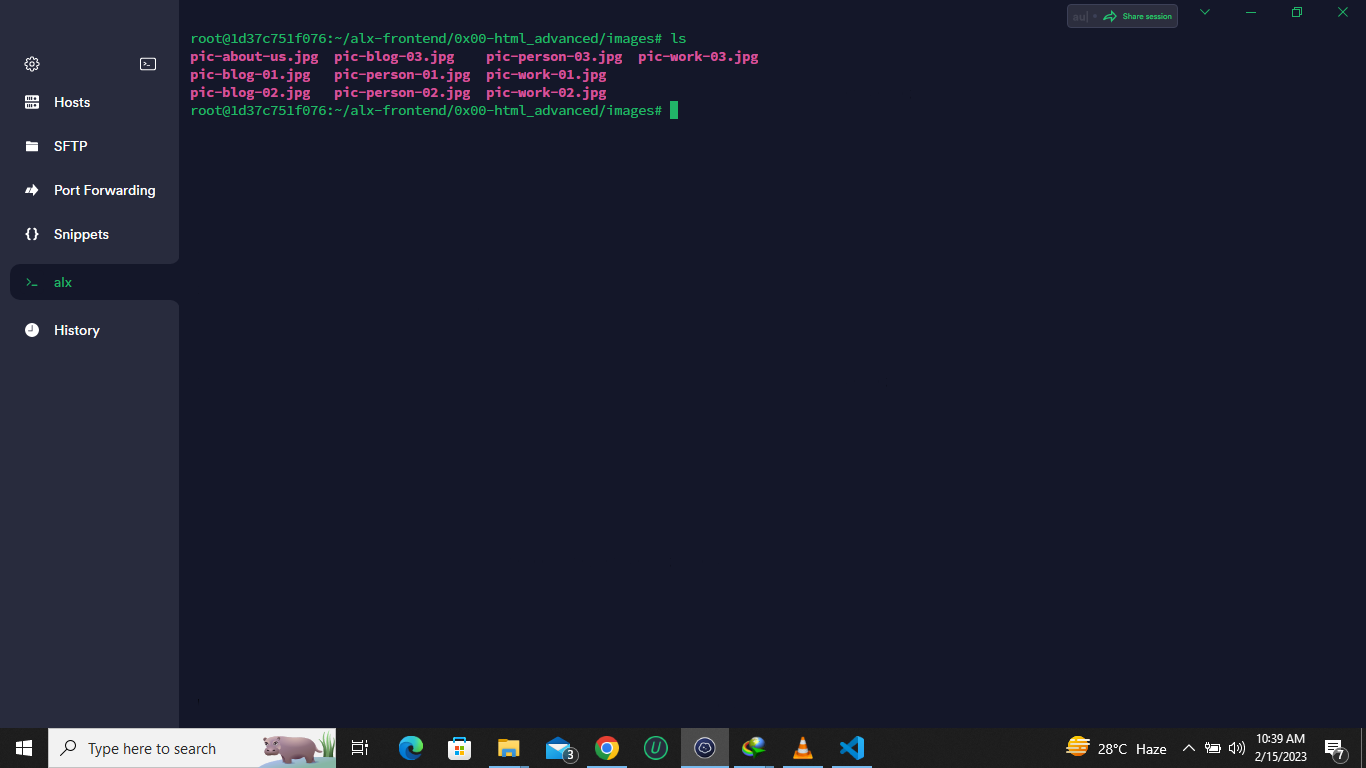 au| Share session
Hosts
SFTP
Port Forwarding
Snippets
alx
History
root@1d37c751f076:~/alx-frontend/0x00-html_advanced/images# ls
pic-about-us.jpg pic-blog-03.jpg pic-person-03.jpg pic-work-03.jpg
pic-blog-01.jpg pic-person-01.jpg pic-work-01.jpg
pic-blog-02.jpg pic-person-02.jpg pic-work-02.jpg
root@1d37c751f076:~/alx-frontend/0x00-html_advanced/images#
Type here to search
3
28°C Haze
10:39 AM
2/15/2023
7